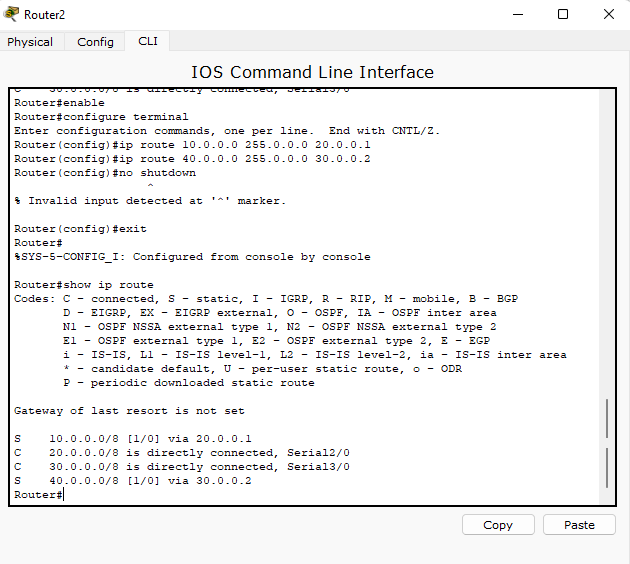 Router2
Physical Config CLI
IOS Command Line Interface
C    30.0.0.0/8 is directly connected, Serial3/0
Router#enable
Router#configure terminal
Enter configuration commands, one per line.  End with CNTL/Z.
Router(config)#ip route 10.0.0.0 255.0.0.0 20.0.0.1
Router(config)#ip route 40.0.0.0 255.0.0.0 30.0.0.2
Router(config)#no shutdown
^
% Invalid input detected at '^' marker.
Router(config)#exit
Router#
%SYS-5-CONFIG_I: Configured from console by console
Router#show ip route
Codes: C - connected, S - static, I - IGRP, R - RIP, M - mobile, B - BGP
D - EIGRP, EX - EIGRP external, O - OSPF, IA - OSPF inter area
N1 - OSPF NSSA external type 1, N2 - OSPF NSSA external type 2
E1 - OSPF external type 1, E2 - OSPF external type 2, E - EGP
i - IS-IS, L1 - IS-IS level-1, L2 - IS-IS level-2, ia - IS-IS inter area
* - candidate default, U - per-user static route, o - ODR
P - periodic downloaded static route
Gateway of last resort is not set
S    10.0.0.0/8 [1/0] via 20.0.0.1
C    20.0.0.0/8 is directly connected, Serial2/0
C    30.0.0.0/8 is directly connected, Serial3/0
S    40.0.0.0/8 [1/0] via 30.0.0.2
Router#
Copy Paste